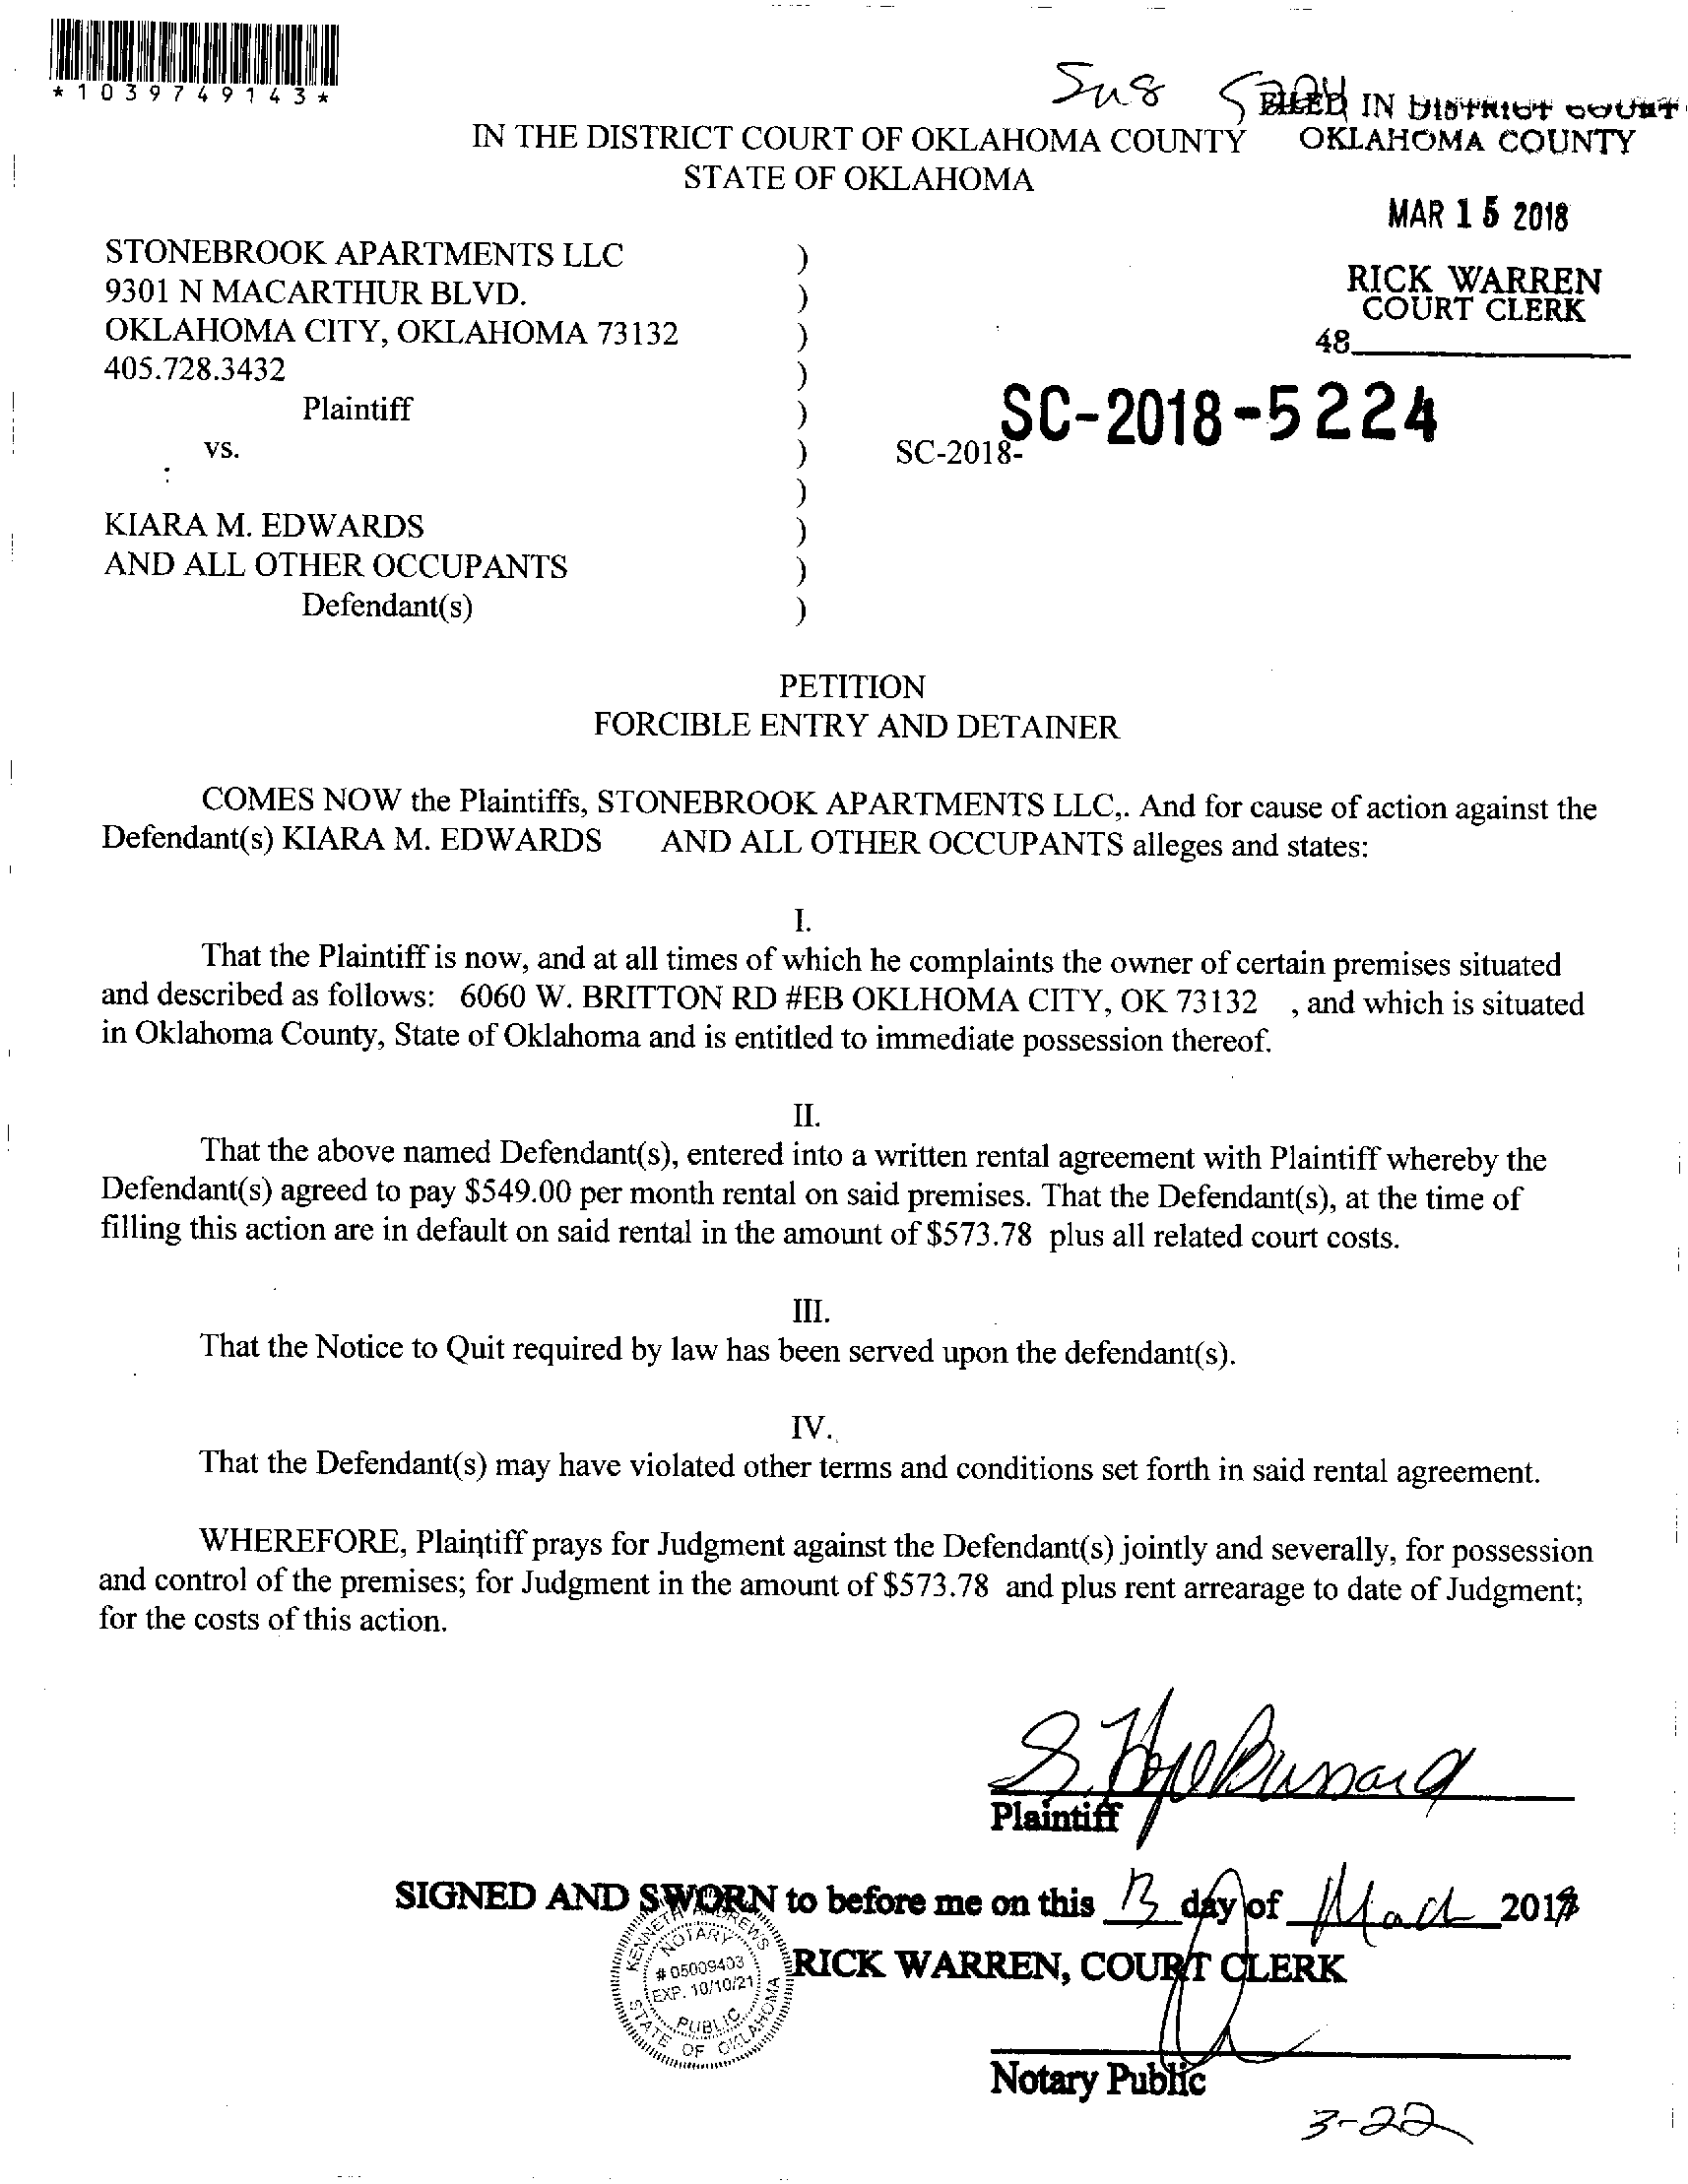 *1039749143*
FILED IN DISTRICT COURT
IN THE DISTRICT COURT OF OKLAHOMA COUNTY
OKLAHOMA COUNTY
STATE OF OKLAHOMA
MAR 15 2018
STONEBROOK APARTMENTS LLC )
9301 N MACARTHUR BLVD. )
RICK WARREN
COURT CLERK
OKLAHOMA CITY, OKLAHOMA 73132 )
48
405.728.3432 )
Plaintiff )
SC-2018-5224
vs. ) SC-2018-
)
KIARA M. EDWARDS )
AND ALL OTHER OCCUPANTS )
Defendant(s) )
PETITION
FORCIBLE ENTRY AND DETAINER
COMES NOW the Plaintiffs, STONEBROOK APARTMENTS LLC,. And for cause of action against the
Defendant(s) KIARA M. EDWARDS AND ALL OTHER OCCUPANTS alleges and states:
I.
That the Plaintiff is now, and at all times of which he complaints the owner of certain premises situated
and described as follows: 6060 W. BRITTON RD #EB OKLHOMA CITY, OK 73132 , and which is situated
in Oklahoma County, State of Oklahoma and is entitled to immediate possession thereof.
II.
That the above named Defendant(s), entered into a written rental agreement with Plaintiff whereby the
Defendant(s) agreed to pay $549.00 per month rental on said premises. That the Defendant(s), at the time of
filling this action are in default on said rental in the amount of $573.78 plus all related court costs.
III.
That the Notice to Quit required by law has been served upon the defendant(s).
IV.
That the Defendant(s) may have violated other terms and conditions set forth in said rental agreement.
WHEREFORE, Plaintiff prays for Judgment against the Defendant(s) jointly and severally, for possession
and control of the premises; for Judgment in the amount of $573.78 and plus rent arrearage to date of Judgment;
for the costs of this action.
S. Hope Bussard
Plaintiff
SIGNED AND SWORN to before me on this 13 day of March 2018
KENNETH ANDREWS
NOTARY
# 05009403
EXP. 10/10/21
PUBLIC
STATE OF OKLAHOMA
RICK WARREN, COURT CLERK
Notary Public
3-22